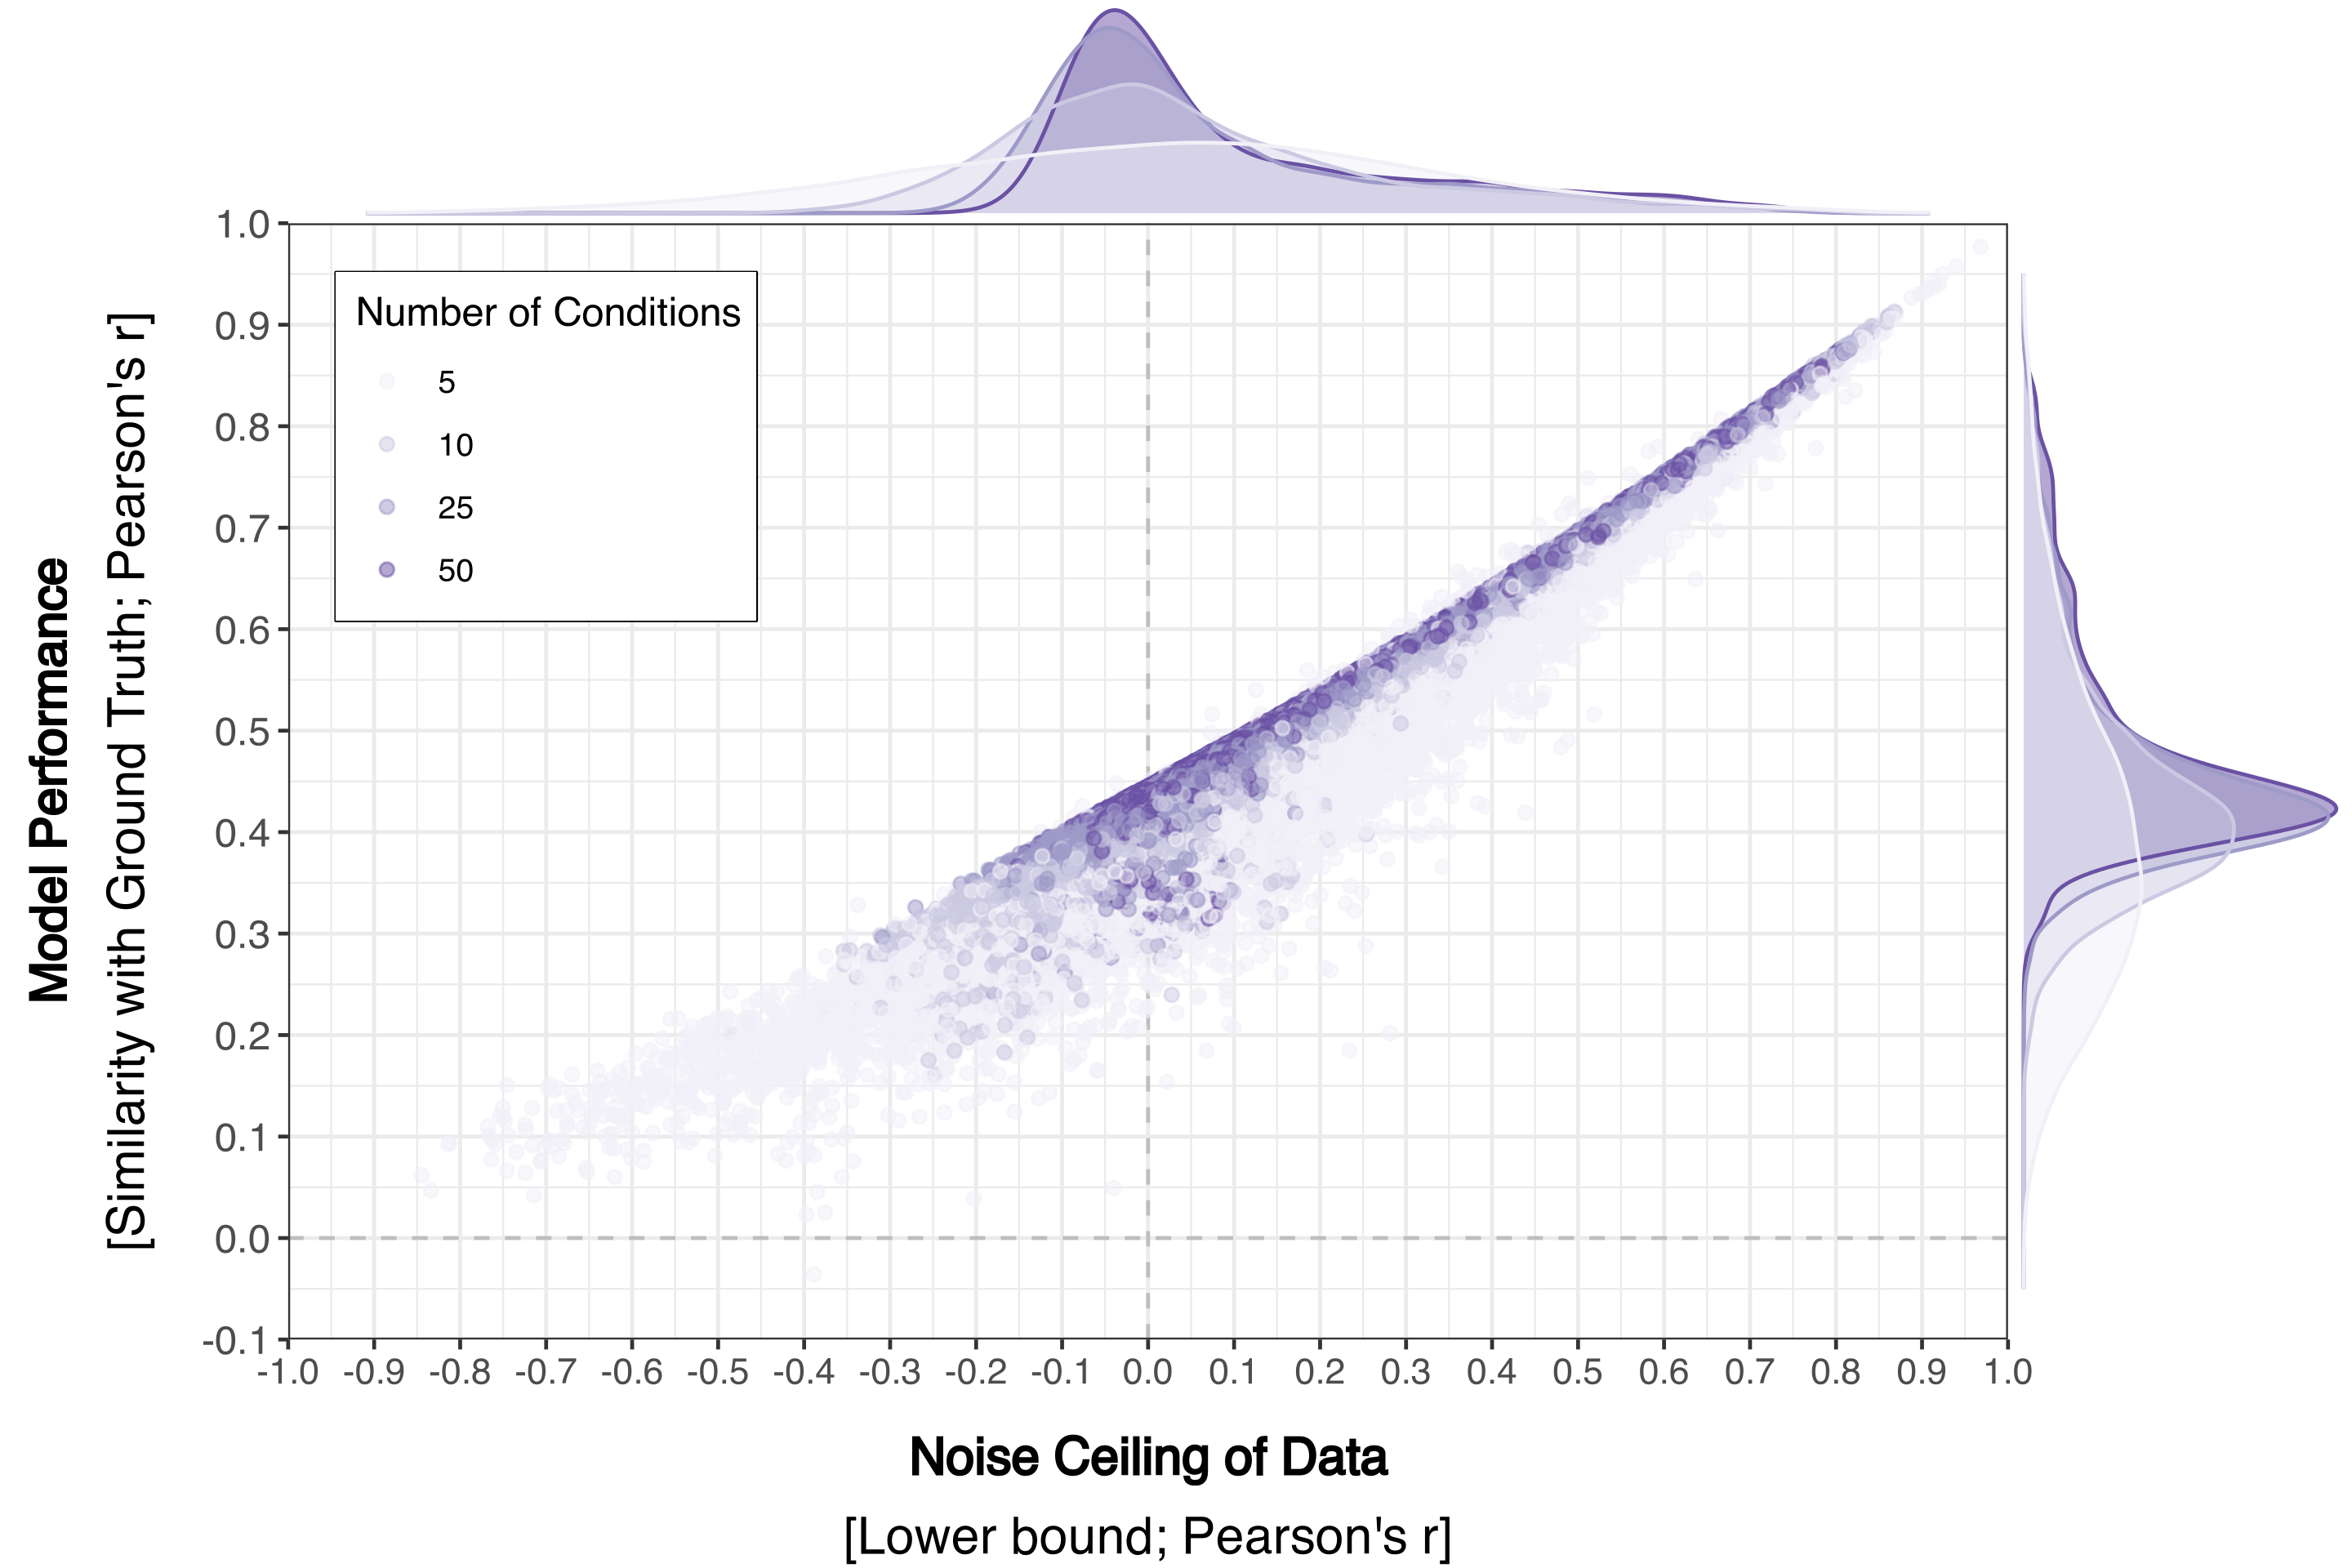 Number of Conditions
5
10
25
50
Model Performance
[Similarity with Ground Truth; Pearson's r]
1.0
0.9
0.8
0.7
0.6
0.5
0.4
0.3
0.2
0.1
0.0
-0.1
-1.0 -0.9 -0.8 -0.7 -0.6 -0.5 -0.4 -0.3 -0.2 -0.1 0.0 0.1 0.2 0.3 0.4 0.5 0.6 0.7 0.8 0.9 1.0
Noise Ceiling of Data
[Lower bound; Pearson's r]